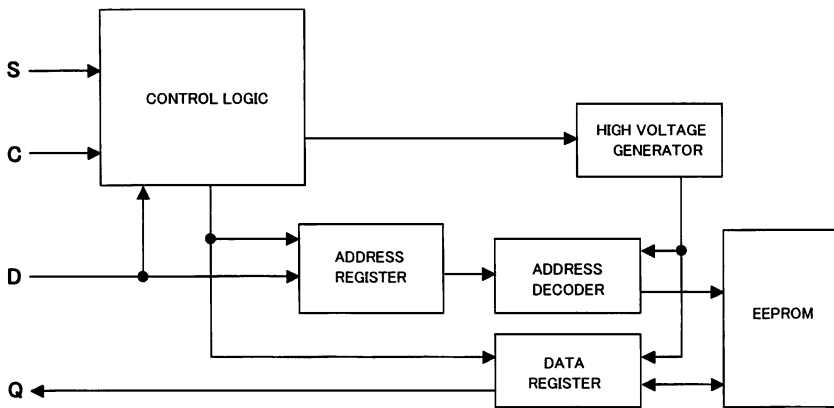 S
CONTROL LOGIC
C
HIGH VOLTAGE
GENERATOR
D
ADDRESS
REGISTER
ADDRESS
DECODER
EEPROM
DATA
REGISTER
Q